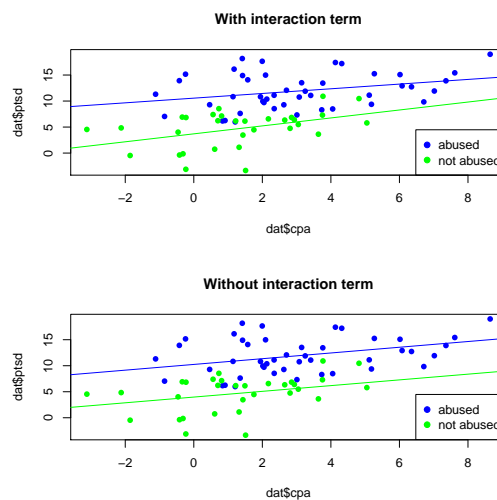 With interaction term
dat$ptsd
15
10
5
0
−2 0 2 4 6 8
dat$cpa
abused
not abused
Without interaction term
dat$ptsd
15
10
5
0
−2 0 2 4 6 8
dat$cpa
abused
not abused